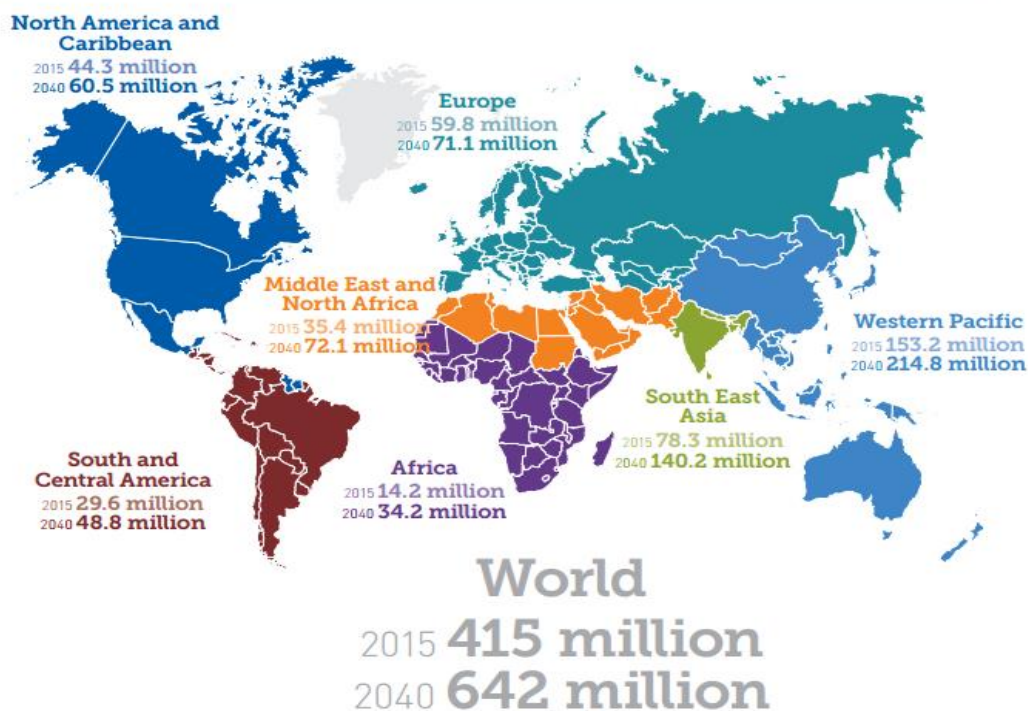 North America and
Caribbean
2015 44.3 million
2040 60.5 million
Europe
2015 59.8 million
2040 71.1 million
Middle East and
North Africa
2015 35.4 million
2040 72.1 million
Western Pacific
2015 153.2 million
2040 214.8 million
South East
Asia
2015 78.3 million
2040 140.2 million
South and
Central America
2015 29.6 million
2040 48.8 million
Africa
2015 14.2 million
2040 34.2 million
World
2015 415 million
2040 642 million